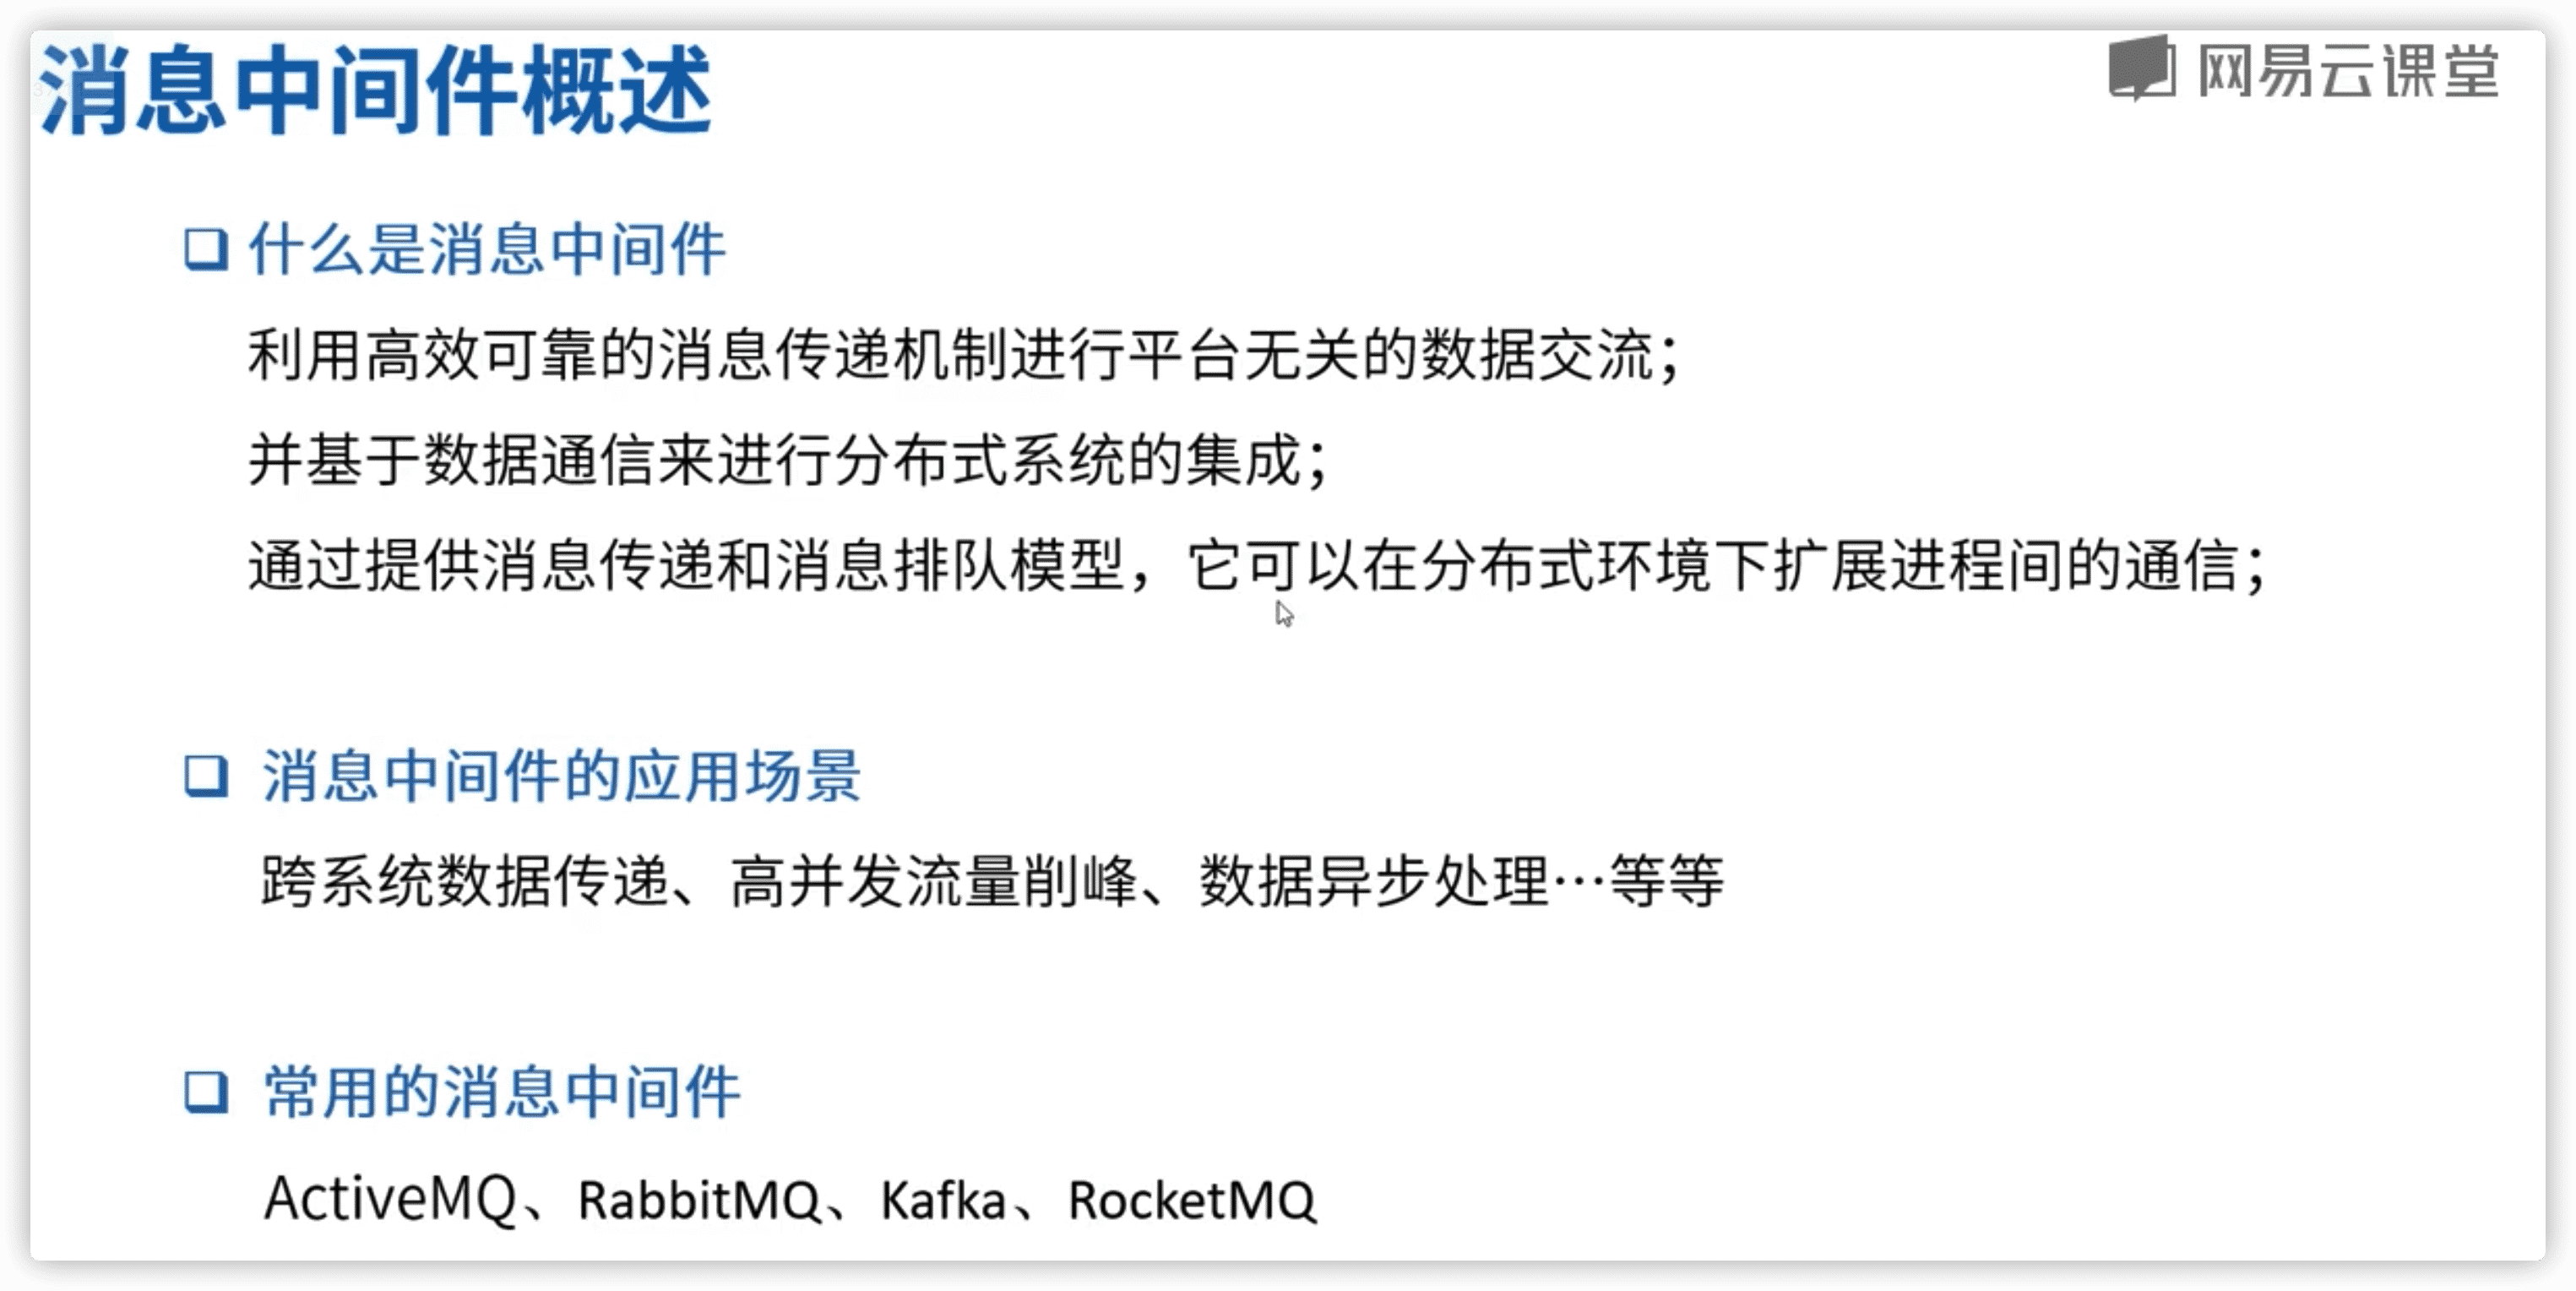 消息中间件概述
网易云课堂
什么是消息中间件
利用高效可靠的消息传递机制进行平台无关的数据交流；
并基于数据通信来进行分布式系统的集成；
通过提供消息传递和消息排队模型，它可以在分布式环境下扩展进程间的通信；
消息中间件的应用场景
跨系统数据传递、高并发流量削峰、数据异步处理…等等
常用的消息中间件
ActiveMQ、RabbitMQ、Kafka、RocketMQ